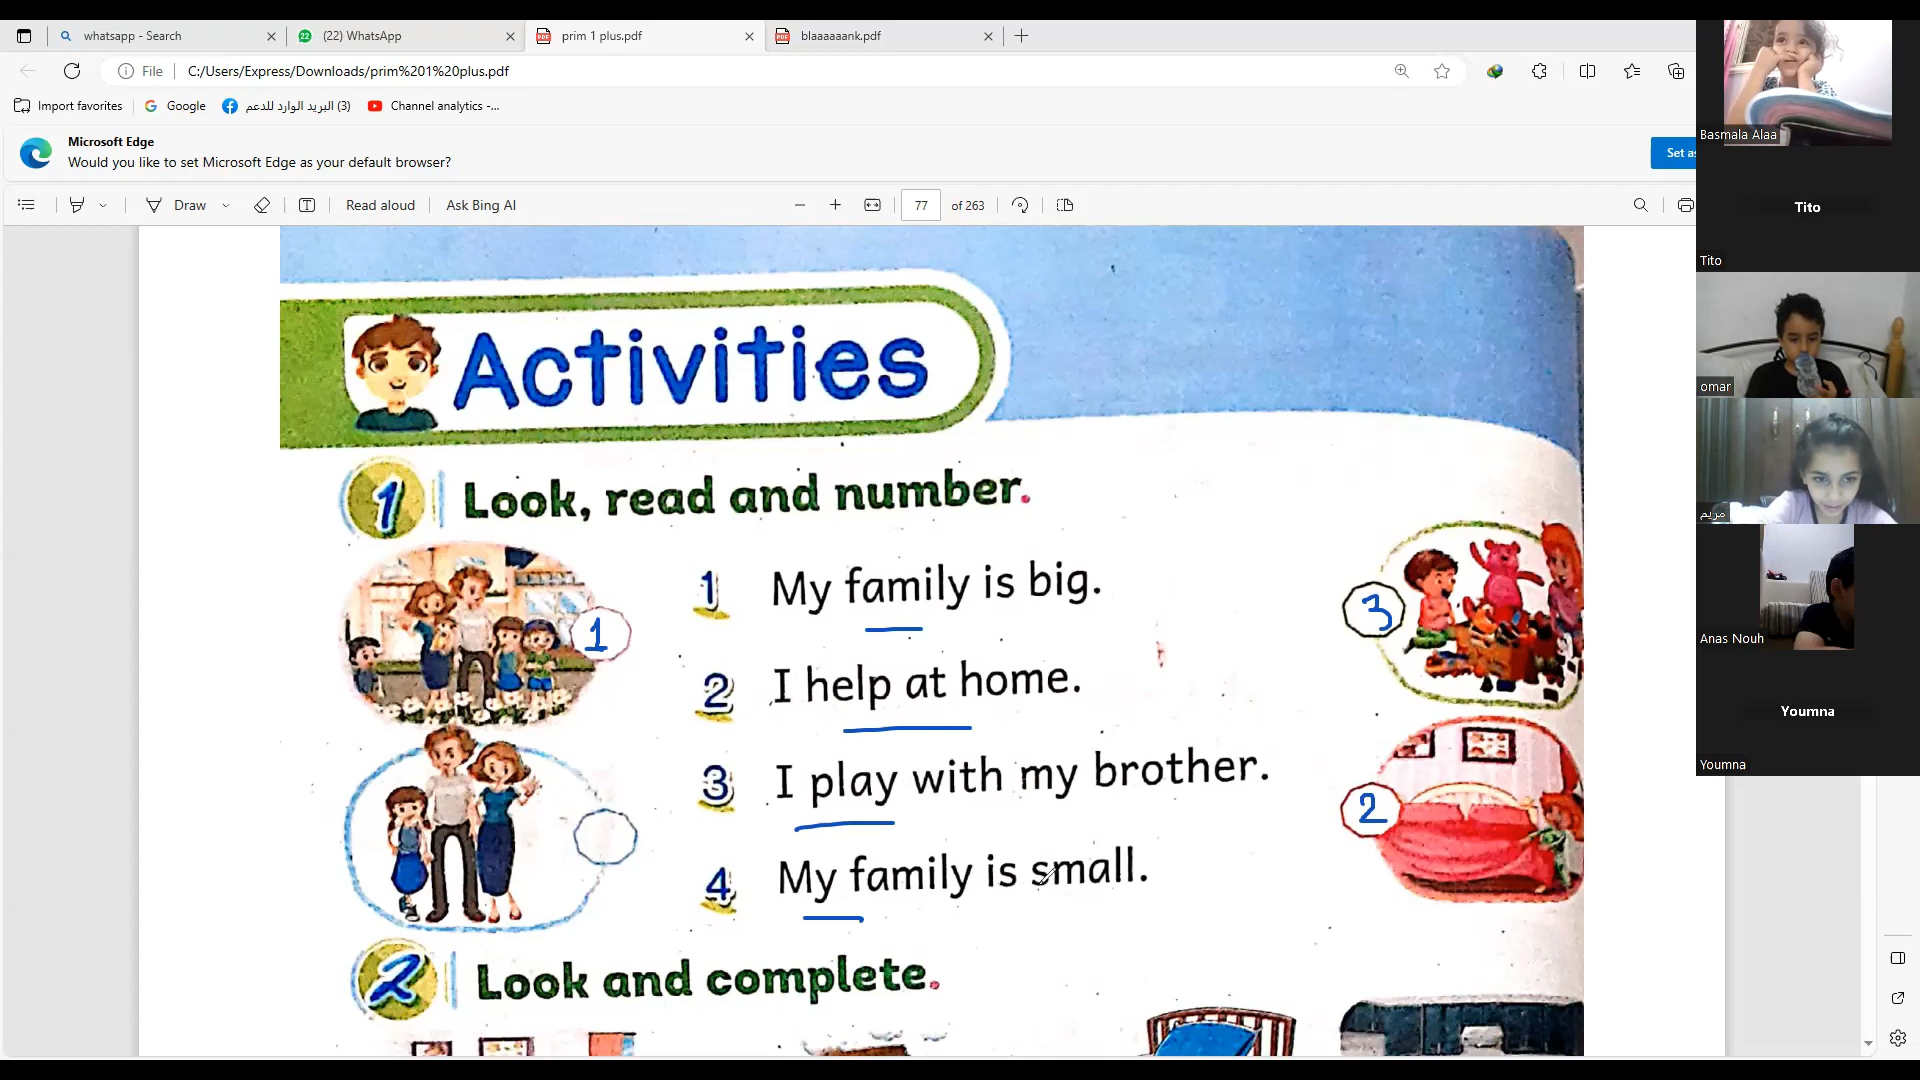 whatsapp - Search
22
(22) WhatsApp
prim 1 plus.pdf
blaaaaaank.pdf
File
C:/Users/Express/Downloads/prim%201%20plus.pdf
Import favorites
Google
(3) البريد الوارد للدعم
Channel analytics -...
Microsoft Edge
Would you like to set Microsoft Edge as your default browser?
Set as
Draw
Read aloud
Ask Bing AI
77 of 263
Activities
1 Look, read and number.
1 My family is big.
2 I help at home.
3 I play with my brother.
4 My family is small.
1
3
2
2 Look and complete.
Basmala Alaa
Tito
Tito
omar
مريم
Anas Nouh
Youmna
Youmna